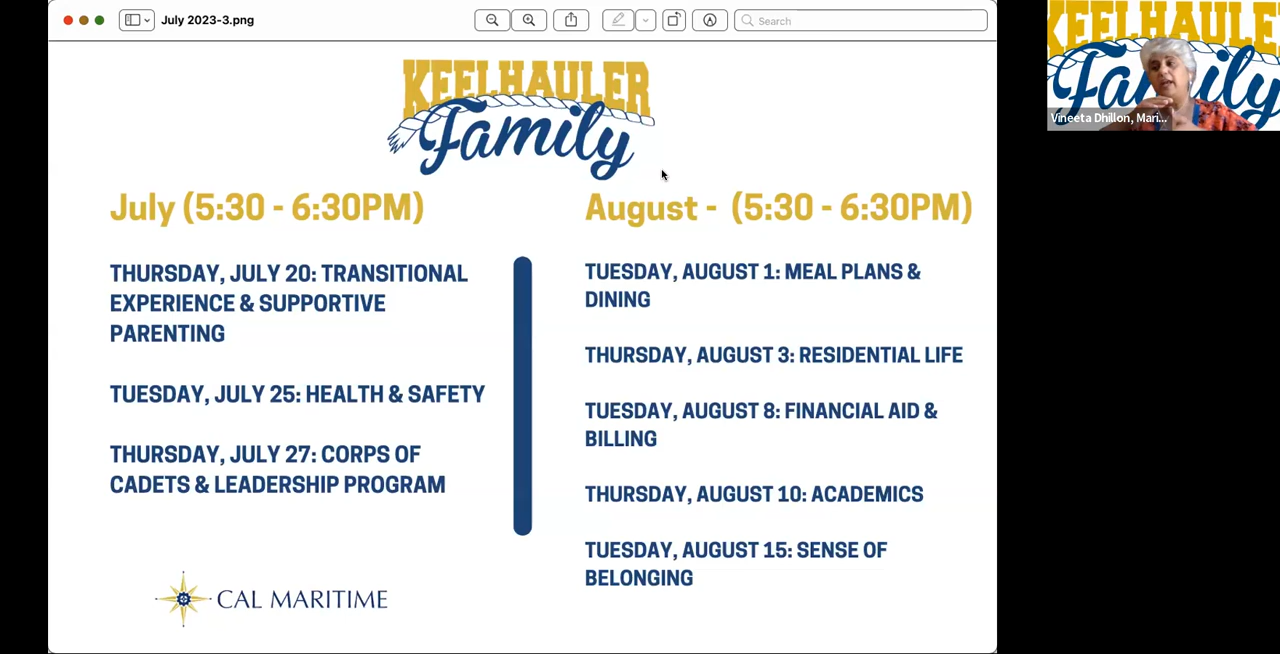 July 2023-3.png
Search
KEELHAULER
Family
KEELHAULER
Family
Vineeta Dhillon, Mari...
July (5:30 - 6:30PM)
THURSDAY, JULY 20: TRANSITIONAL
EXPERIENCE & SUPPORTIVE
PARENTING
TUESDAY, JULY 25: HEALTH & SAFETY
THURSDAY, JULY 27: CORPS OF
CADETS & LEADERSHIP PROGRAM
August - (5:30 - 6:30PM)
TUESDAY, AUGUST 1: MEAL PLANS &
DINING
THURSDAY, AUGUST 3: RESIDENTIAL LIFE
TUESDAY, AUGUST 8: FINANCIAL AID &
BILLING
THURSDAY, AUGUST 10: ACADEMICS
TUESDAY, AUGUST 15: SENSE OF
BELONGING
CAL MARITIME